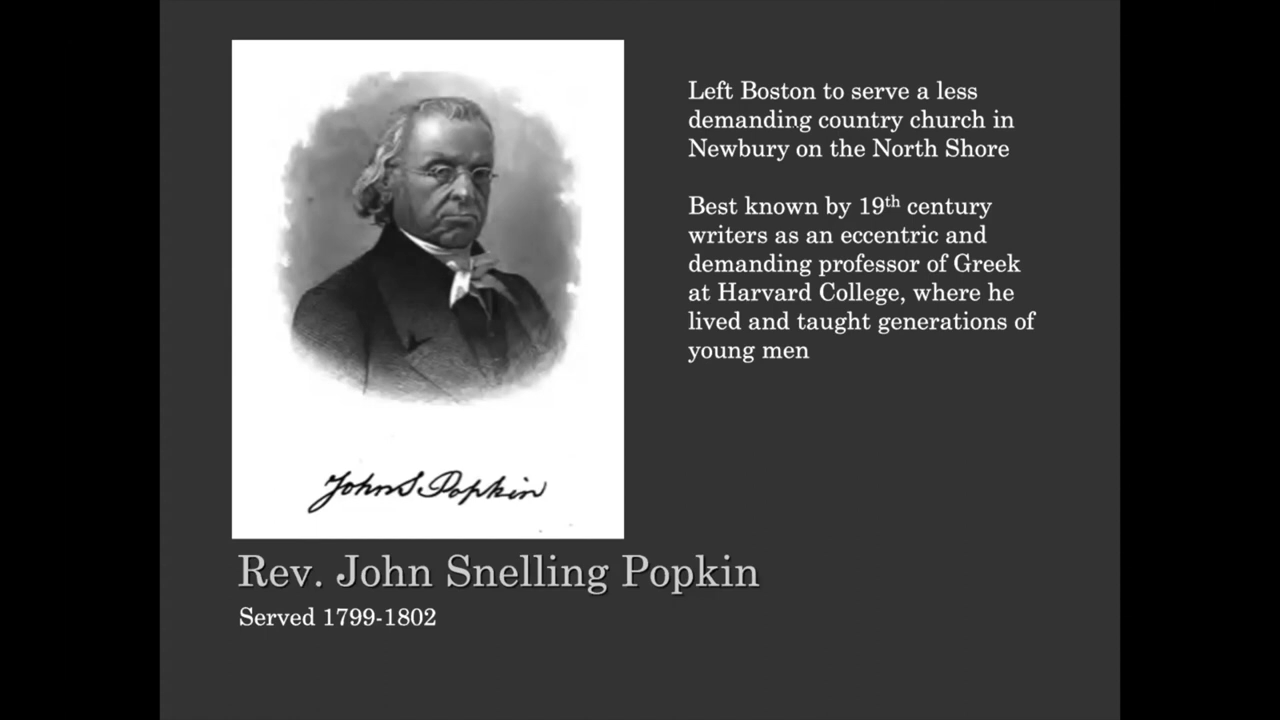 Left Boston to serve a less
demanding country church in
Newbury on the North Shore
Best known by 19th century
writers as an eccentric and
demanding professor of Greek
at Harvard College, where he
lived and taught generations of
young men
John S. Popkin
Rev. John Snelling Popkin
Served 1799-1802